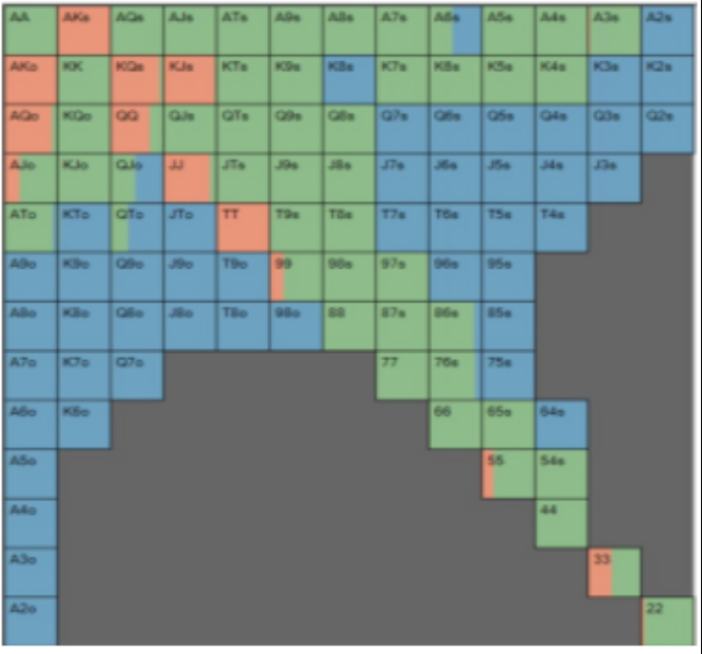 AA AKs AQs AJs ATs A9s A8s A7s A6s A5s A4s A3s A2s
AKo KK KQs KJs KTs K9s K8s K7s K6s K5s K4s K3s K2s
AQo KQo QQ QJs QTs Q9s Q8s Q7s Q6s Q5s Q4s Q3s Q2s
AJo KJo QJo JJ JTs J9s J8s J7s J6s J5s J4s J3s
ATo KTo QTo JTo TT T9s T8s T7s T6s T5s T4s
A9o K9o Q9o J9o T9o 99 98s 97s 96s 95s
A8o K8o Q8o J8o T8o 98o 88 87s 86s 85s
A7o K7o Q7o 77 76s 75s
A6o K6o 66 65s 64s
A5o 55 54s
A4o 44
A3o 33
A2o 22